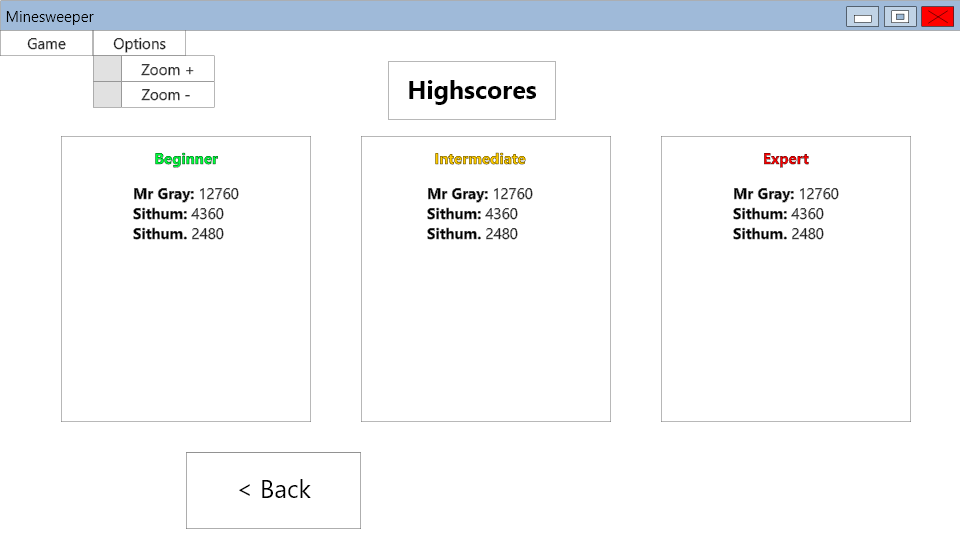 Minesweeper
Game Options
Zoom +
Zoom -
Highscores
Beginner
Mr Gray: 12760
Sithum: 4360
Sithum. 2480
Intermediate
Mr Gray: 12760
Sithum: 4360
Sithum. 2480
Expert
Mr Gray: 12760
Sithum: 4360
Sithum. 2480
< Back